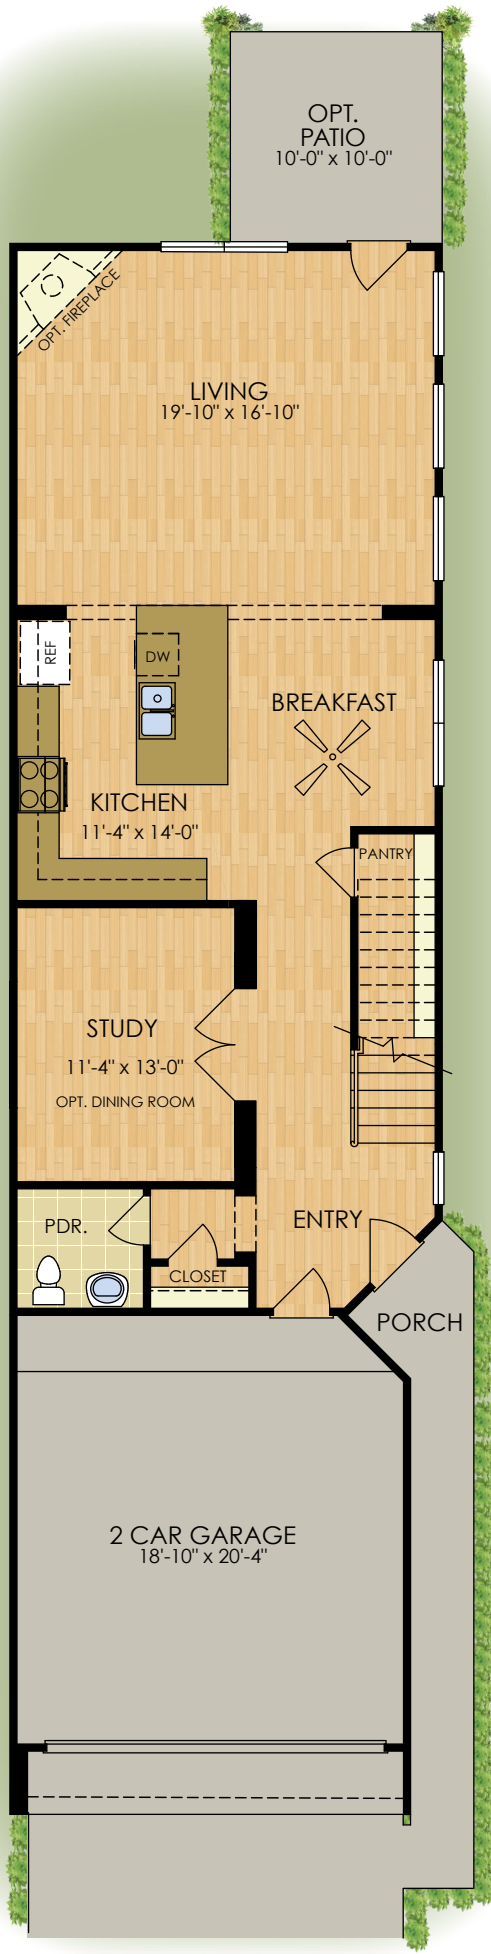 OPT.
PATIO
10'-0" x 10'-0"
OPT. FIREPLACE
LIVING
19'-10" x 16'-10"
REF
DW
BREAKFAST
KITCHEN
11'-4" x 14'-0"
PANTRY
STUDY
11'-4" x 13'-0"
OPT. DINING ROOM
PDR.
ENTRY
CLOSET
PORCH
2 CAR GARAGE
18'-10" x 20'-4"